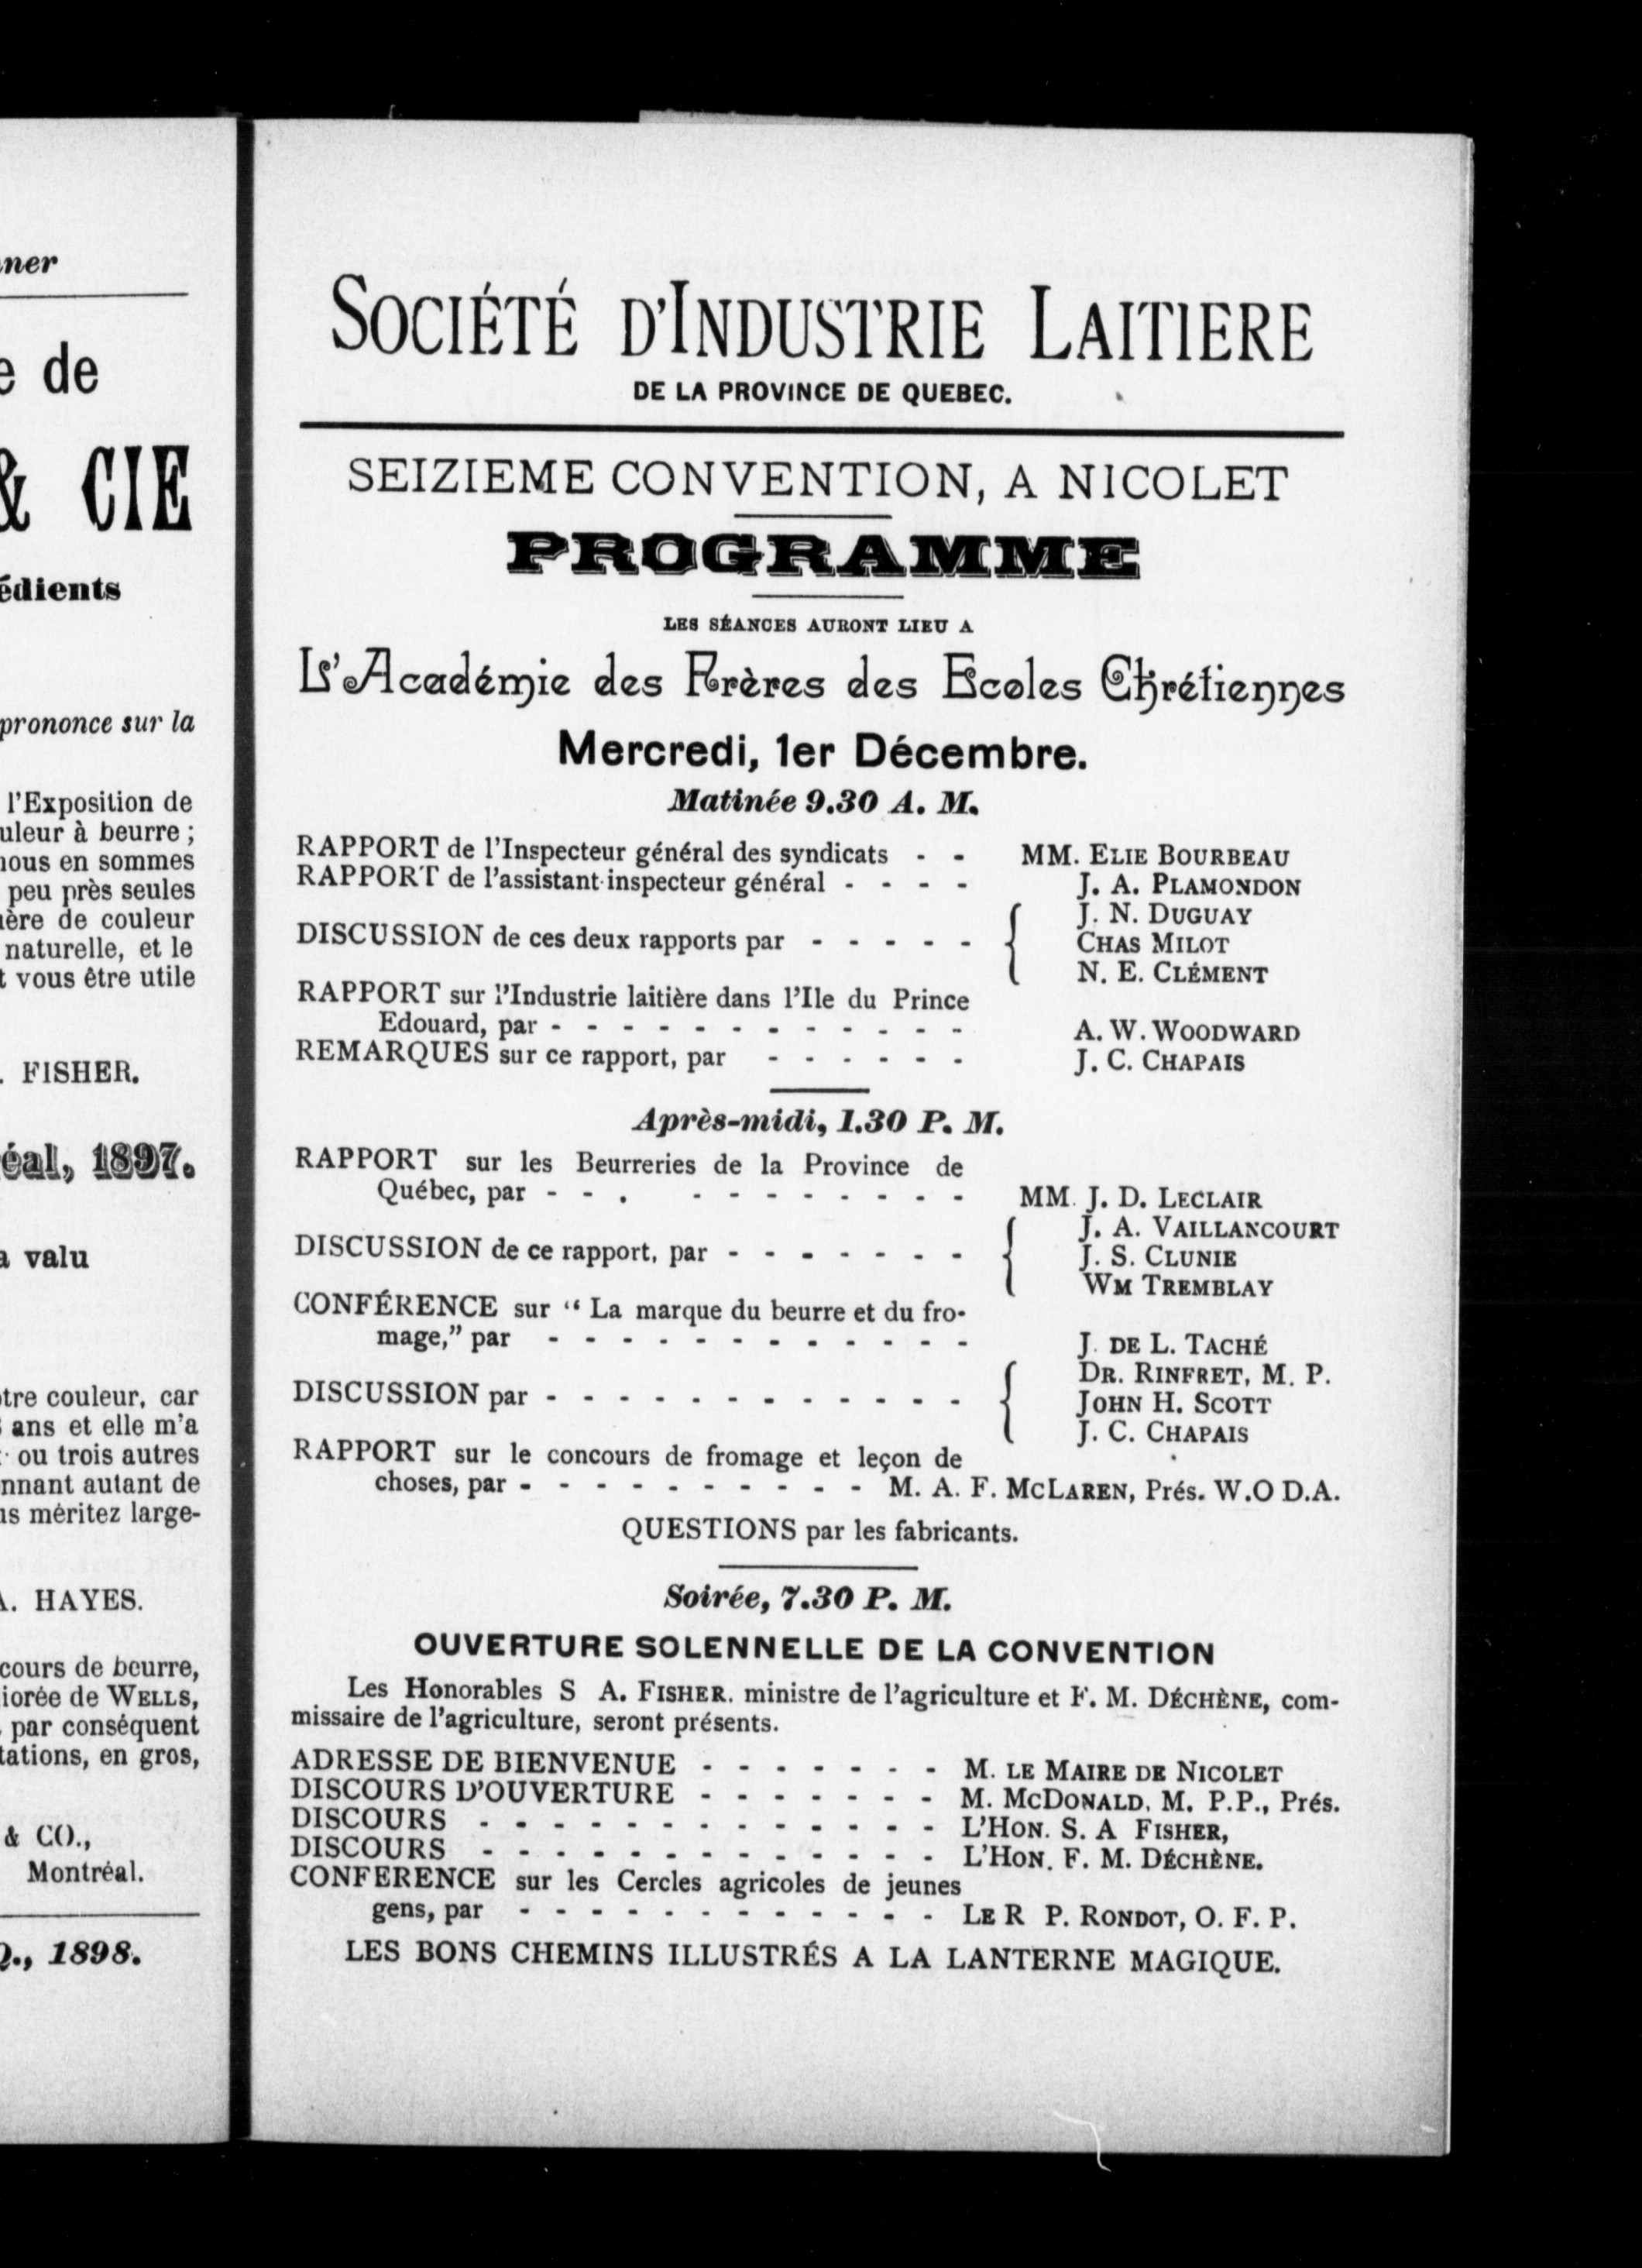 ner
e de
& CIE
édients
prononce sur la
l'Exposition de
uleur à beurre ;
nous en sommes
peu près seules
ière de couleur
naturelle, et le
t vous être utile
. FISHER.
éal, 1897.
a valu
otre couleur, car
ans et elle m'a
ou trois autres
nnant autant de
us méritez large-
A. HAYES.
cours de beurre,
iorée de WELLS,
par conséquent
tations, en gros,
& CO.,
Montréal.
Q., 1898.
SOCIÉTÉ D'INDUSTRIE LAITIERE
DE LA PROVINCE DE QUEBEC.
SEIZIEME CONVENTION, A NICOLET
PROGRAMME
LES SÉANCES AURONT LIEU A
L'Académie des Frères des Ecoles Chrétiennes
Mercredi, 1er Décembre.
Matinée 9.30 A. M.
RAPPORT de l'Inspecteur général des syndicats - - MM. ELIE BOURBEAU
RAPPORT de l'assistant-inspecteur général - - - - J. A. PLAMONDON
J. N. DUGUAY
DISCUSSION de ces deux rapports par - - - - - { CHAS MILOT
N. E. CLÉMENT
RAPPORT sur l'Industrie laitière dans l'Ile du Prince
Edouard, par - - - - - - - - - - - - A. W. WOODWARD
REMARQUES sur ce rapport, par - - - - - - J. C. CHAPAIS
Après-midi, 1.30 P. M.
RAPPORT sur les Beurreries de la Province de
Québec, par - - . - - - - - - - - MM. J. D. LECLAIR
J. A. VAILLANCOURT
DISCUSSION de ce rapport, par - - - - - - - { J. S. CLUNIE
WM TREMBLAY
CONFÉRENCE sur “ La marque du beurre et du fro-
mage,” par - - - - - - - - - - - - J. DE L. TACHÉ
DR. RINFRET, M. P.
DISCUSSION par - - - - - - - - - - - - { JOHN H. SCOTT
J. C. CHAPAIS
RAPPORT sur le concours de fromage et leçon de
choses, par - - - - - - - - - - M. A. F. MCLAREN, Prés. W.O D.A.
QUESTIONS par les fabricants.
Soirée, 7.30 P. M.
OUVERTURE SOLENNELLE DE LA CONVENTION
Les Honorables S A. FISHER. ministre de l'agriculture et F. M. DÉCHÈNE, com-
missaire de l'agriculture, seront présents.
ADRESSE DE BIENVENUE - - - - - - - M. LE MAIRE DE NICOLET
DISCOURS D'OUVERTURE - - - - - - - M. MCDONALD, M. P.P., Prés.
DISCOURS - - - - - - - - - - - - - L'HON. S. A FISHER,
DISCOURS - - - - - - - - - - - - - L'HON. F. M. DÉCHÈNE.
CONFERENCE sur les Cercles agricoles de jeunes
gens, par - - - - - - - - - - - - LE R P. RONDOT, O. F. P.
LES BONS CHEMINS ILLUSTRÉS A LA LANTERNE MAGIQUE.